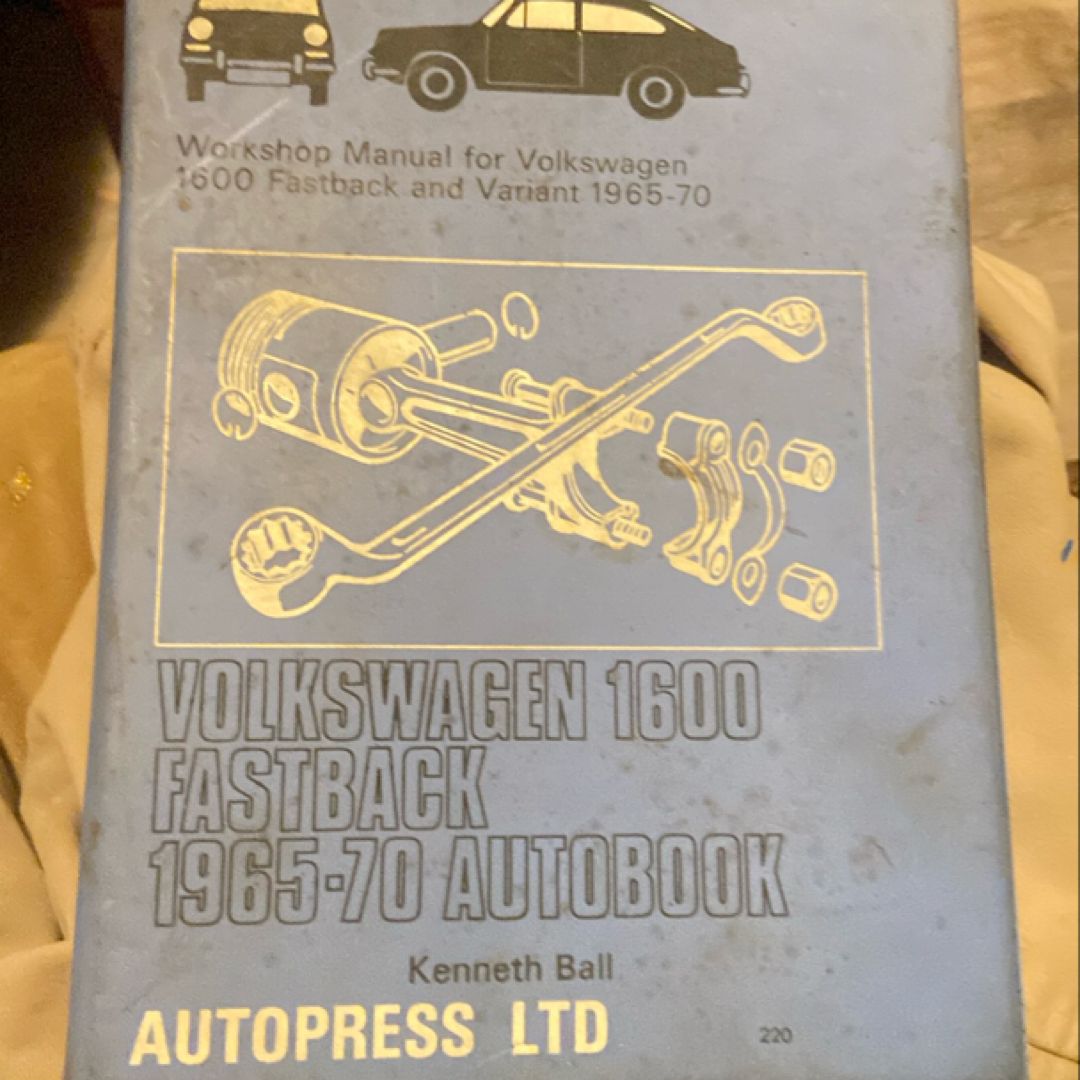 Workshop Manual for Volkswagen
1600 Fastback and Variant 1965-70
VOLKSWAGEN 1600
FASTBACK
1965-70 AUTOBOOK
Kenneth Ball
AUTOPRESS LTD
220